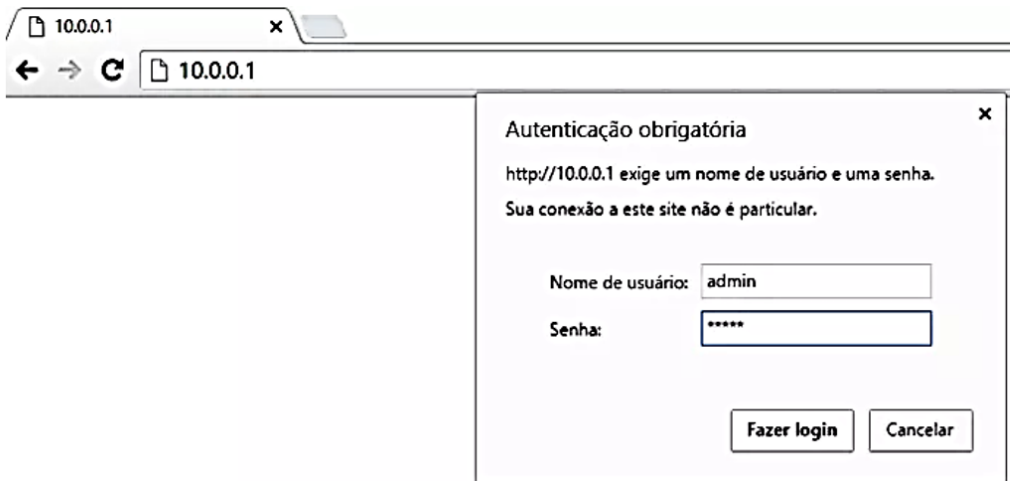 10.0.0.1
10.0.0.1
Autenticação obrigatória
http://10.0.0.1 exige um nome de usuário e uma senha.
Sua conexão a este site não é particular.
Nome de usuário: admin
Senha: *****
Fazer login Cancelar